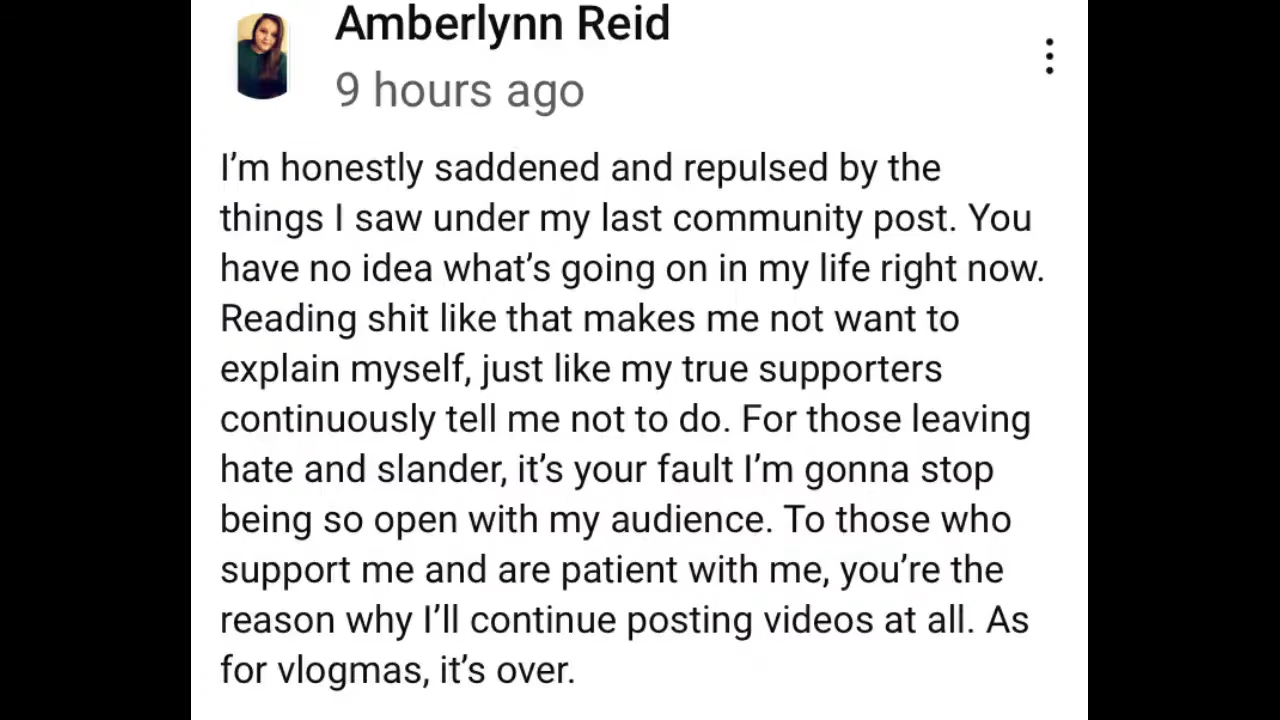 Amberlynn Reid
9 hours ago
I’m honestly saddened and repulsed by the
things I saw under my last community post. You
have no idea what’s going on in my life right now.
Reading shit like that makes me not want to
explain myself, just like my true supporters
continuously tell me not to do. For those leaving
hate and slander, it’s your fault I’m gonna stop
being so open with my audience. To those who
support me and are patient with me, you’re the
reason why I’ll continue posting videos at all. As
for vlogmas, it’s over.